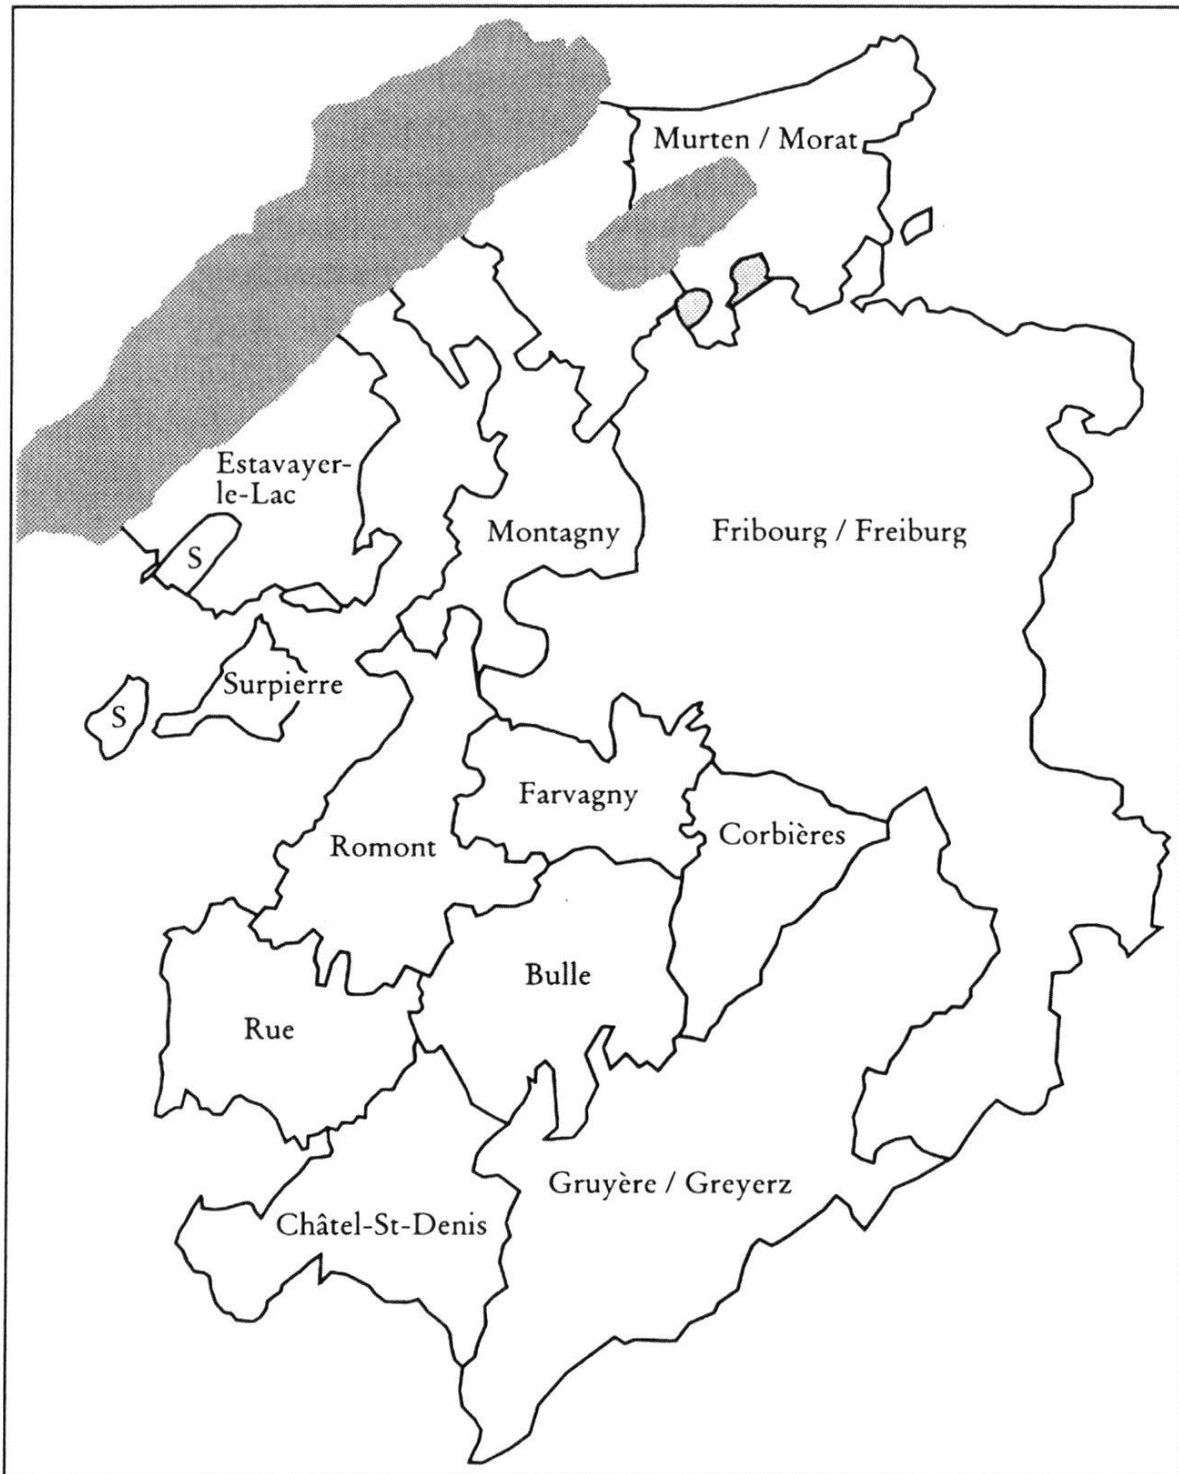 Murten / Morat
Estavayer-
le-Lac
Montagny
Fribourg / Freiburg
S
Surpierre
S
Farvagny
Corbières
Romont
Bulle
Rue
Gruyère / Greyerz
Châtel-St-Denis